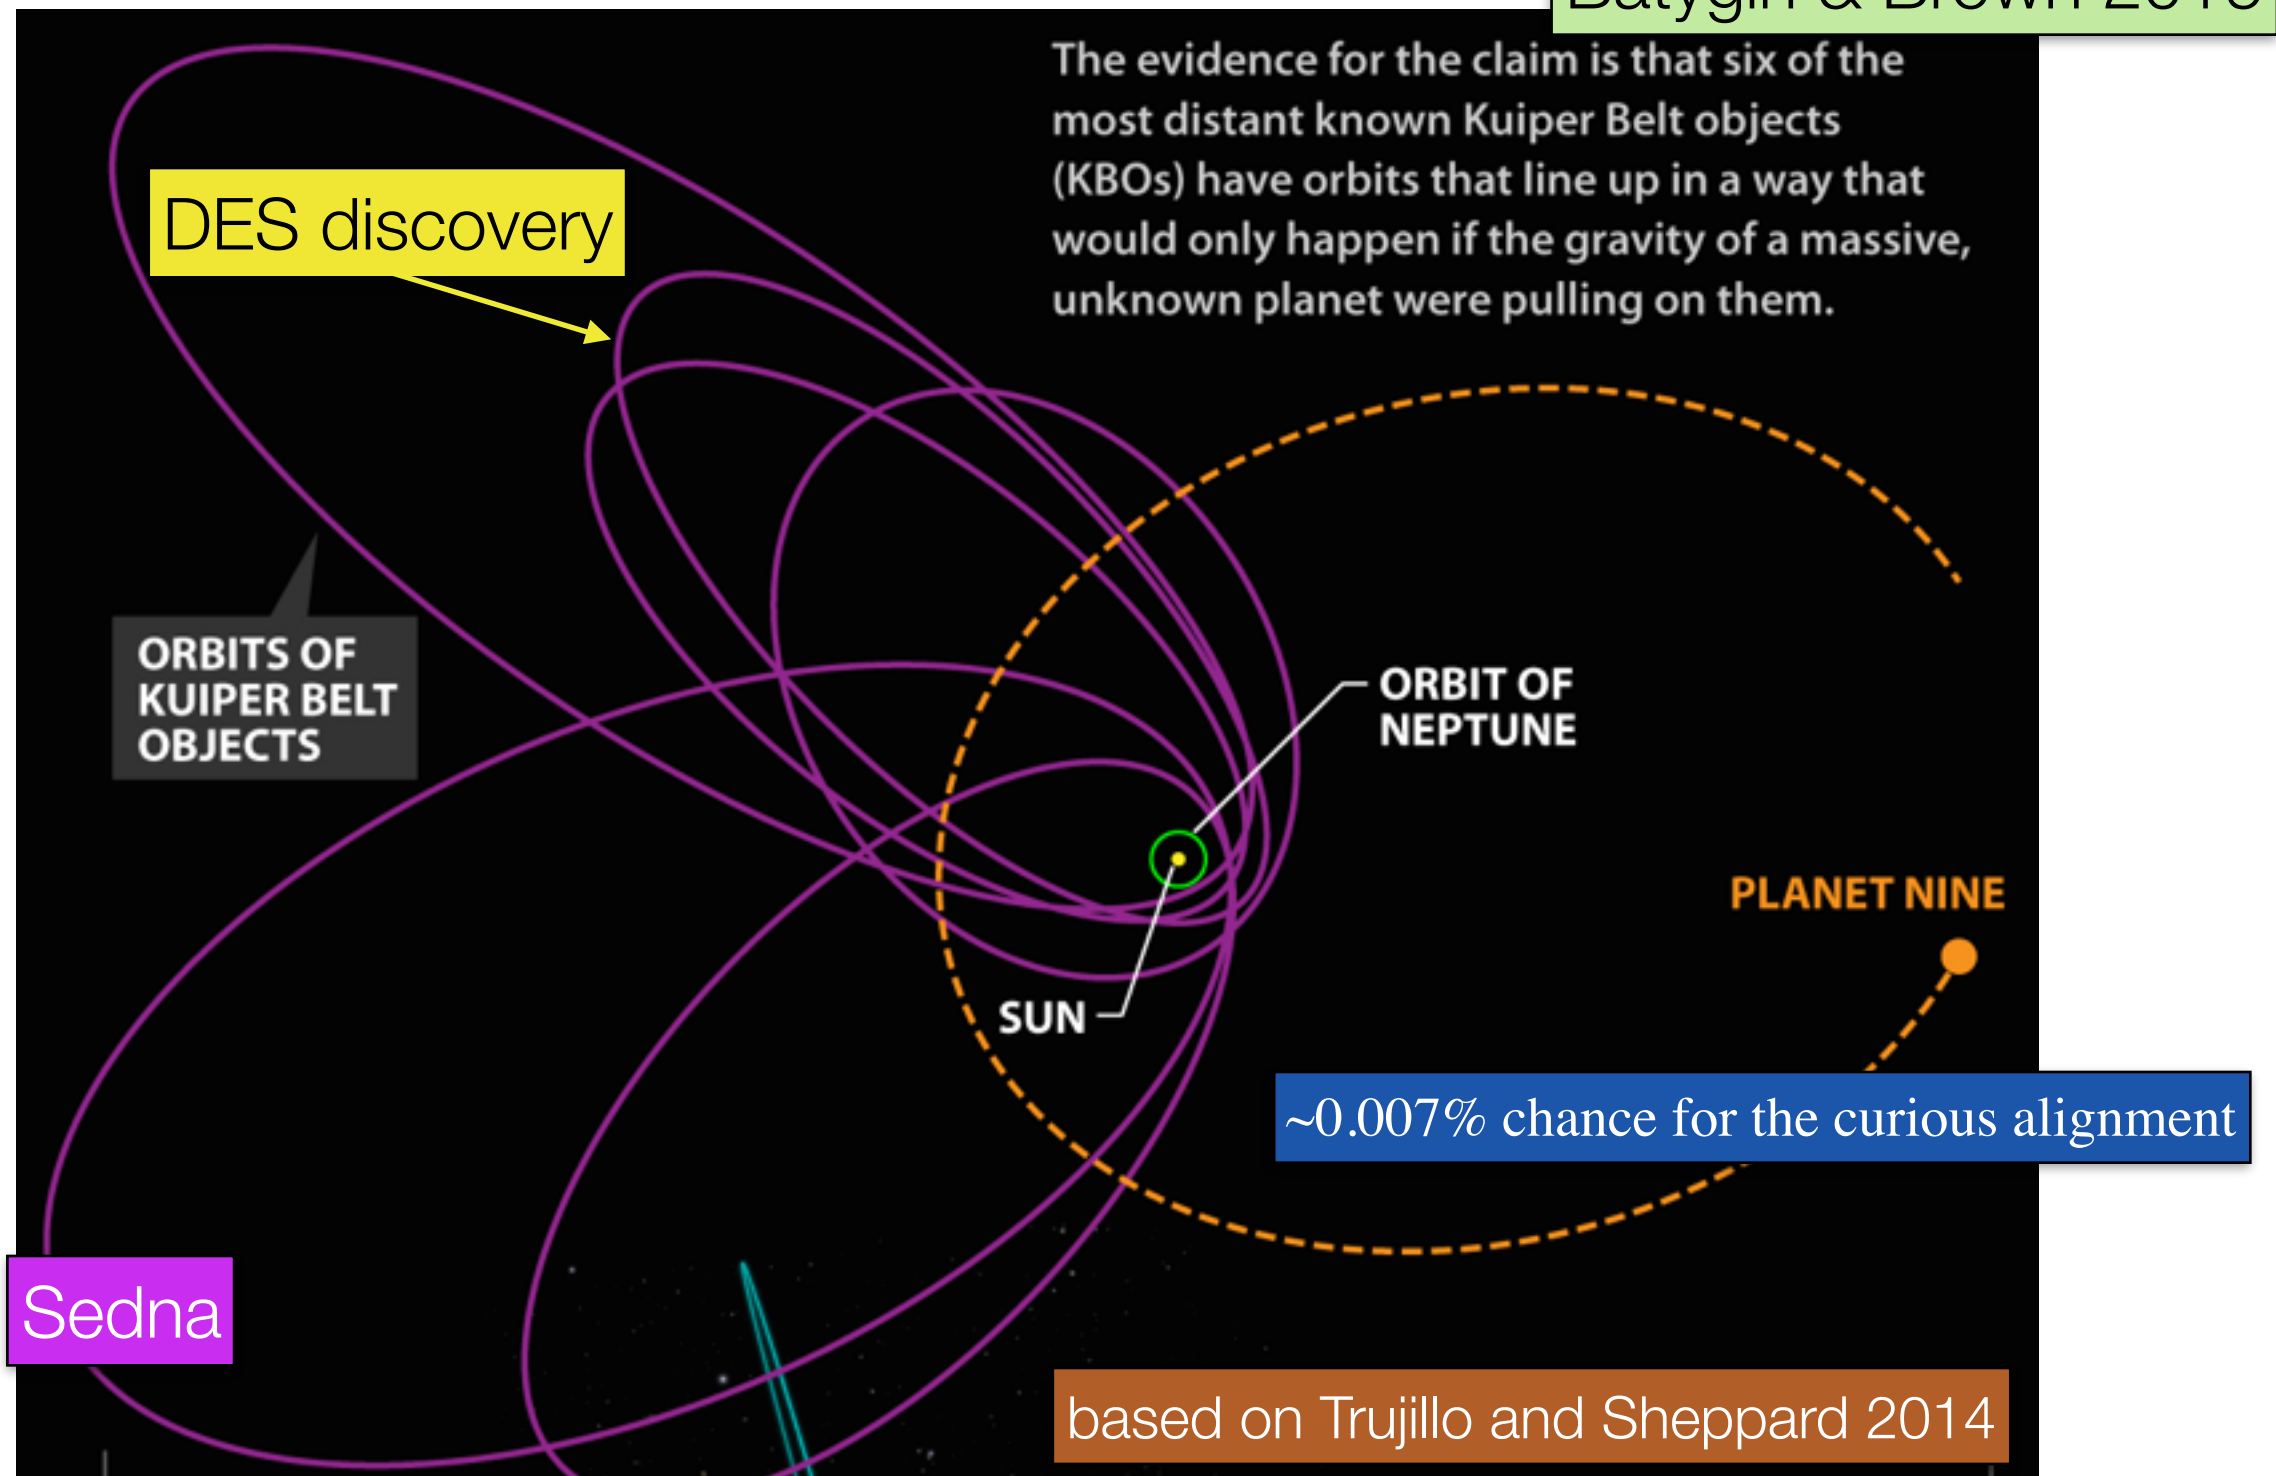 Batygin & Brown
The evidence for the claim is that six of the
most distant known Kuiper Belt objects
(KBOs) have orbits that line up in a way that
would only happen if the gravity of a massive,
unknown planet were pulling on them.
DES discovery
ORBITS OF
KUIPER BELT
OBJECTS
ORBIT OF
NEPTUNE
PLANET NINE
SUN
~0.007% chance for the curious alignment
Sedna
based on Trujillo and Sheppard 2014